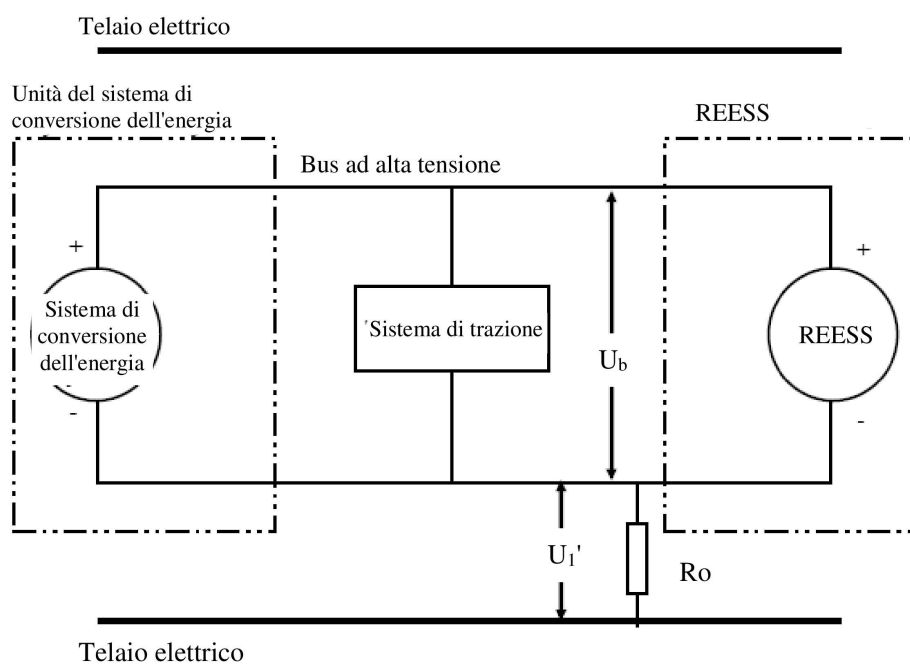 Telaio elettrico
Unità del sistema di
conversione dell'energia
REESS
Bus ad alta tensione
+
+
Sistema di
conversione
dell'energia
'Sistema di trazione
REESS
U_b
-
-
U_1'
Ro
Telaio elettrico